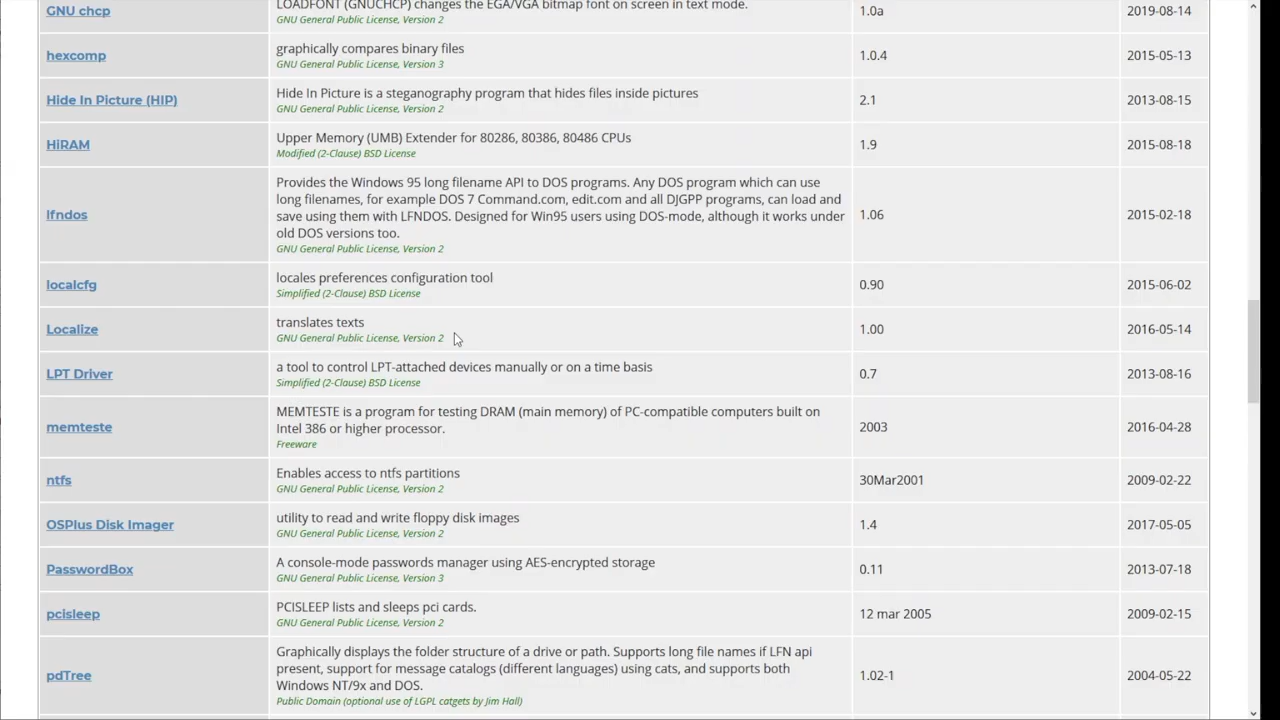 GNU chcp
LOADFONT (GNUCHCP) changes the EGA/VGA bitmap font on screen in text mode.
GNU General Public License, Version 2
1.0a
2019-08-14
hexcomp
graphically compares binary files
GNU General Public License, Version 3
1.0.4
2015-05-13
Hide In Picture (HIP)
Hide In Picture is a steganography program that hides files inside pictures
GNU General Public License, Version 2
2.1
2013-08-15
HiRAM
Upper Memory (UMB) Extender for 80286, 80386, 80486 CPUs
Modified (2-Clause) BSD License
1.9
2015-08-18
lfndos
Provides the Windows 95 long filename API to DOS programs. Any DOS program which can use
long filenames, for example DOS 7 Command.com, edit.com and all DJGPP programs, can load and
save using them with LFNDOS. Designed for Win95 users using DOS-mode, although it works under
old DOS versions too.
GNU General Public License, Version 2
1.06
2015-02-18
localcfg
locales preferences configuration tool
Simplified (2-Clause) BSD License
0.90
2015-06-02
Localize
translates texts
GNU General Public License, Version 2
1.00
2016-05-14
LPT Driver
a tool to control LPT-attached devices manually or on a time basis
Simplified (2-Clause) BSD License
0.7
2013-08-16
memteste
MEMTESTE is a program for testing DRAM (main memory) of PC-compatible computers built on
Intel 386 or higher processor.
Freeware
2003
2016-04-28
ntfs
Enables access to ntfs partitions
GNU General Public License, Version 2
30Mar2001
2009-02-22
OSPlus Disk Imager
utility to read and write floppy disk images
GNU General Public License, Version 2
1.4
2017-05-05
PasswordBox
A console-mode passwords manager using AES-encrypted storage
GNU General Public License, Version 3
0.11
2013-07-18
pcisleep
PCISLEEP lists and sleeps pci cards.
GNU General Public License, Version 2
12 mar 2005
2009-02-15
pdTree
Graphically displays the folder structure of a drive or path. Supports long file names if LFN api
present, support for message catalogs (different languages) using cats, and supports both
Windows NT/9x and DOS.
Public Domain (optional use of LGPL catgets by Jim Hall)
1.02-1
2004-05-22